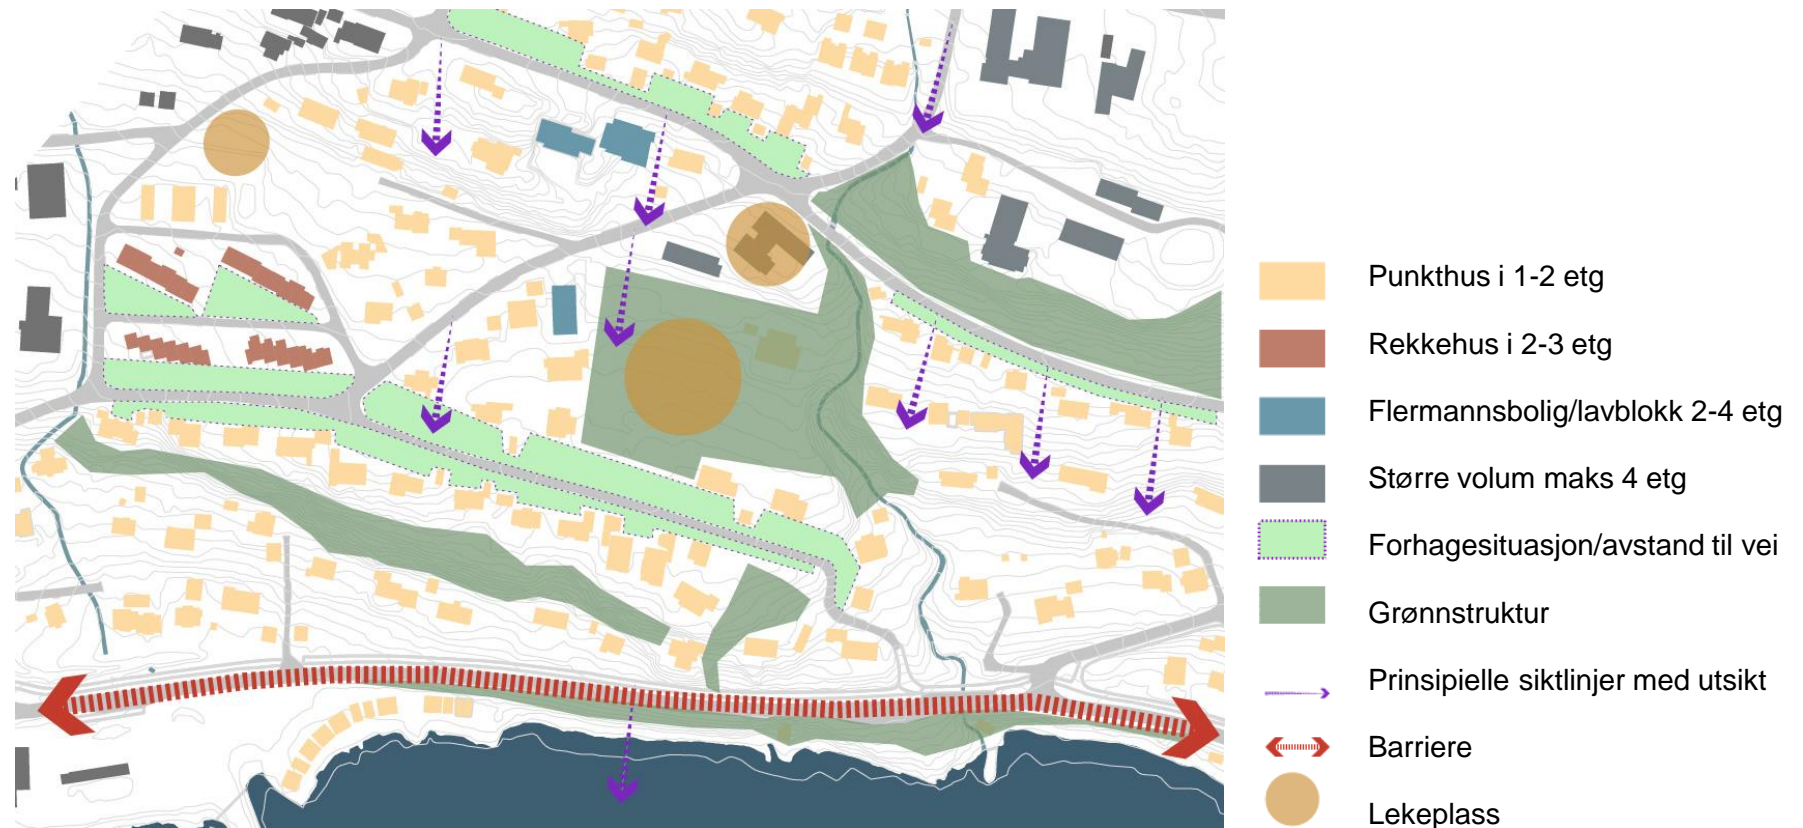 Punkthus i 1-2 etg
Rekkehus i 2-3 etg
Flermannsbolig/lavblokk 2-4 etg
Større volum maks 4 etg
Forhagesituasjon/avstand til vei
Grønnstruktur
Prinsipielle siktlinjer med utsikt
Barriere
Lekeplass